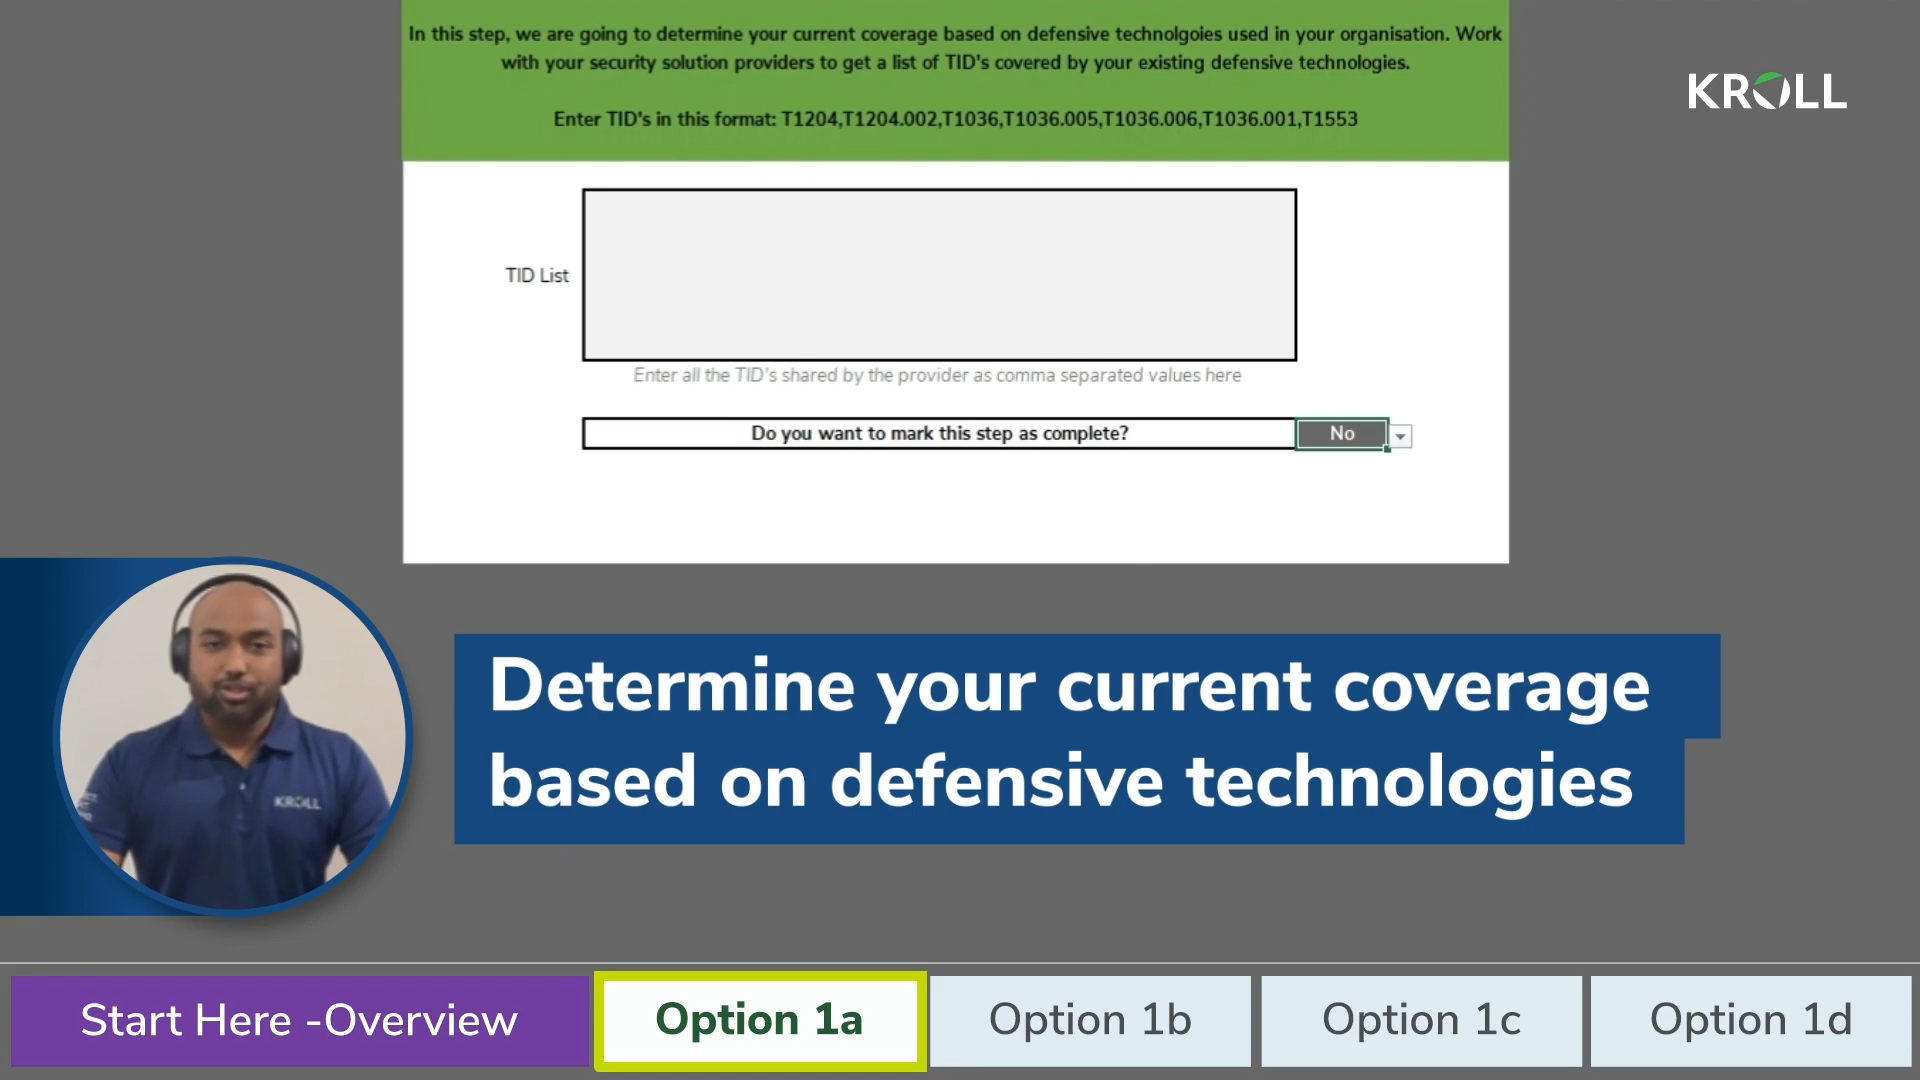 In this step, we are going to determine your current coverage based on defensive technolgoies used in your organisation. Work
with your security solution providers to get a list of TID's covered by your existing defensive technologies.
Enter TID's in this format: T1204,T1204.002,T1036,T1036.005,T1036.006,T1036.001,T1553
KROLL
TID List
Enter all the TID's shared by the provider as comma separated values here
Do you want to mark this step as complete?
No
KROLL
Determine your current coverage
based on defensive technologies
Start Here -Overview
Option 1a
Option 1b
Option 1c
Option 1d